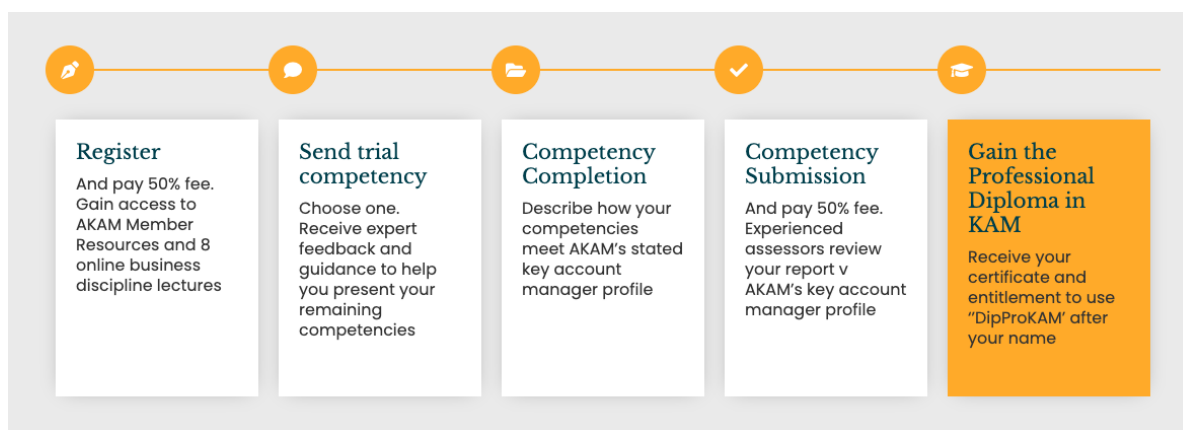 Register
And pay 50% fee.
Gain access to
AKAM Member
Resources and 8
online business
discipline lectures
Send trial
competency
Choose one.
Receive expert
feedback and
guidance to help
you present your
remaining
competencies
Competency
Completion
Describe how your
competencies
meet AKAM’s stated
key account
manager profile
Competency
Submission
And pay 50% fee.
Experienced
assessors review
your report v
AKAM’s key account
manager profile
Gain the
Professional
Diploma in
KAM
Receive your
certificate and
entitlement to use
‘‘DipProKAM’ after
your name